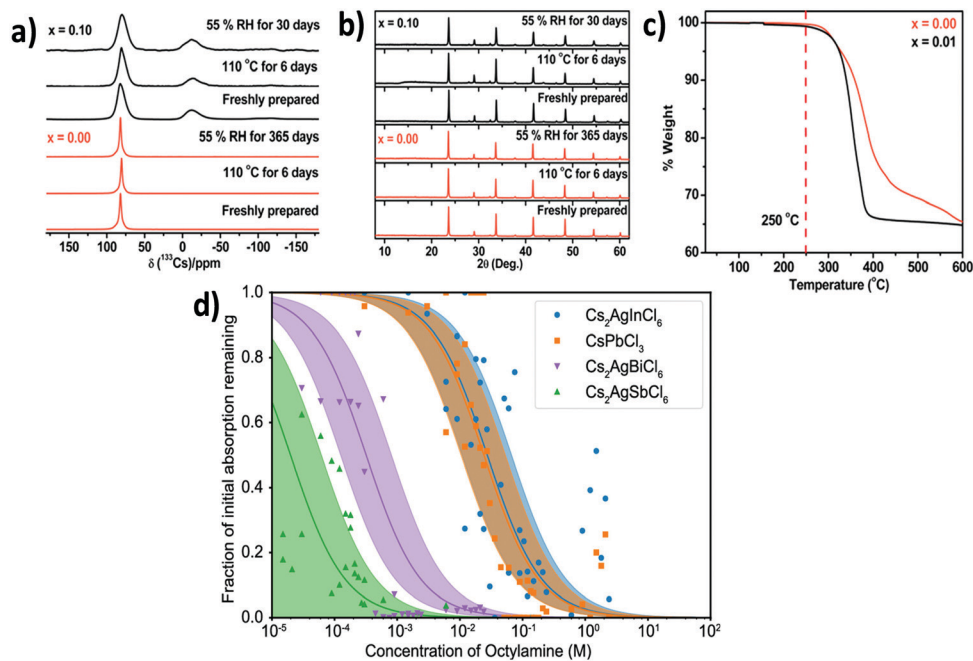 a)
x = 0.10
55 % RH for 30 days
110 °C for 6 days
Freshly prepared
x = 0.00
55 % RH for 365 days
110 °C for 6 days
Freshly prepared
150 100 50 0 -50 -100 -150
δ (¹³³Cs)/ppm
b)
x = 0.10
55 % RH for 30 days
110 °C for 6 days
Freshly prepared
x = 0.00
55 % RH for 365 days
110 °C for 6 days
Freshly prepared
10 20 30 40 50 60
2θ (Deg.)
c)
x = 0.00
x = 0.01
100
90
80
70
60
% Weight
250 °C
100 200 300 400 500 600
Temperature (°C)
d)
1.0
0.8
0.6
0.4
0.2
0.0
Fraction of initial absorption remaining
Cs₂AgInCl₆
CsPbCl₃
Cs₂AgBiCl₆
Cs₂AgSbCl₆
10⁻⁵ 10⁻⁴ 10⁻³ 10⁻² 10⁻¹ 10⁰ 10¹ 10²
Concentration of Octylamine (M)